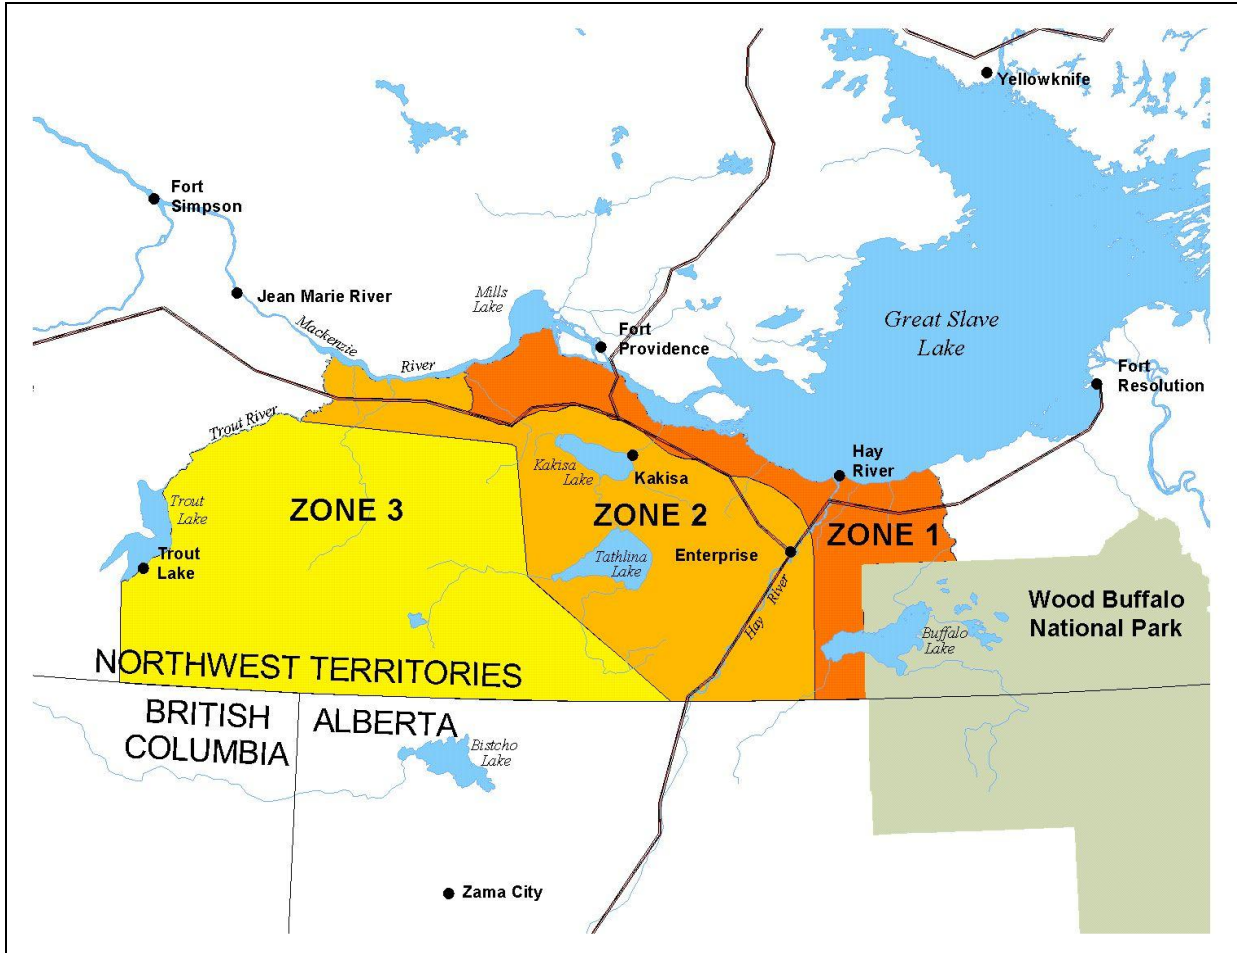 Yellowknife
Fort
Simpson
Jean Marie River
Mills
Lake
Mackenzie
River
Fort
Providence
Great Slave
Lake
Fort
Resolution
Trout River
Kakisa
Lake
Kakisa
Hay
River
Trout
Lake
ZONE 3
ZONE 2
ZONE 1
Trout
Lake
Tathlina
Lake
Enterprise
Hay River
Buffalo
Lake
Wood Buffalo
National Park
NORTHWEST TERRITORIES
BRITISH
COLUMBIA
ALBERTA
Bistcho
Lake
Zama City